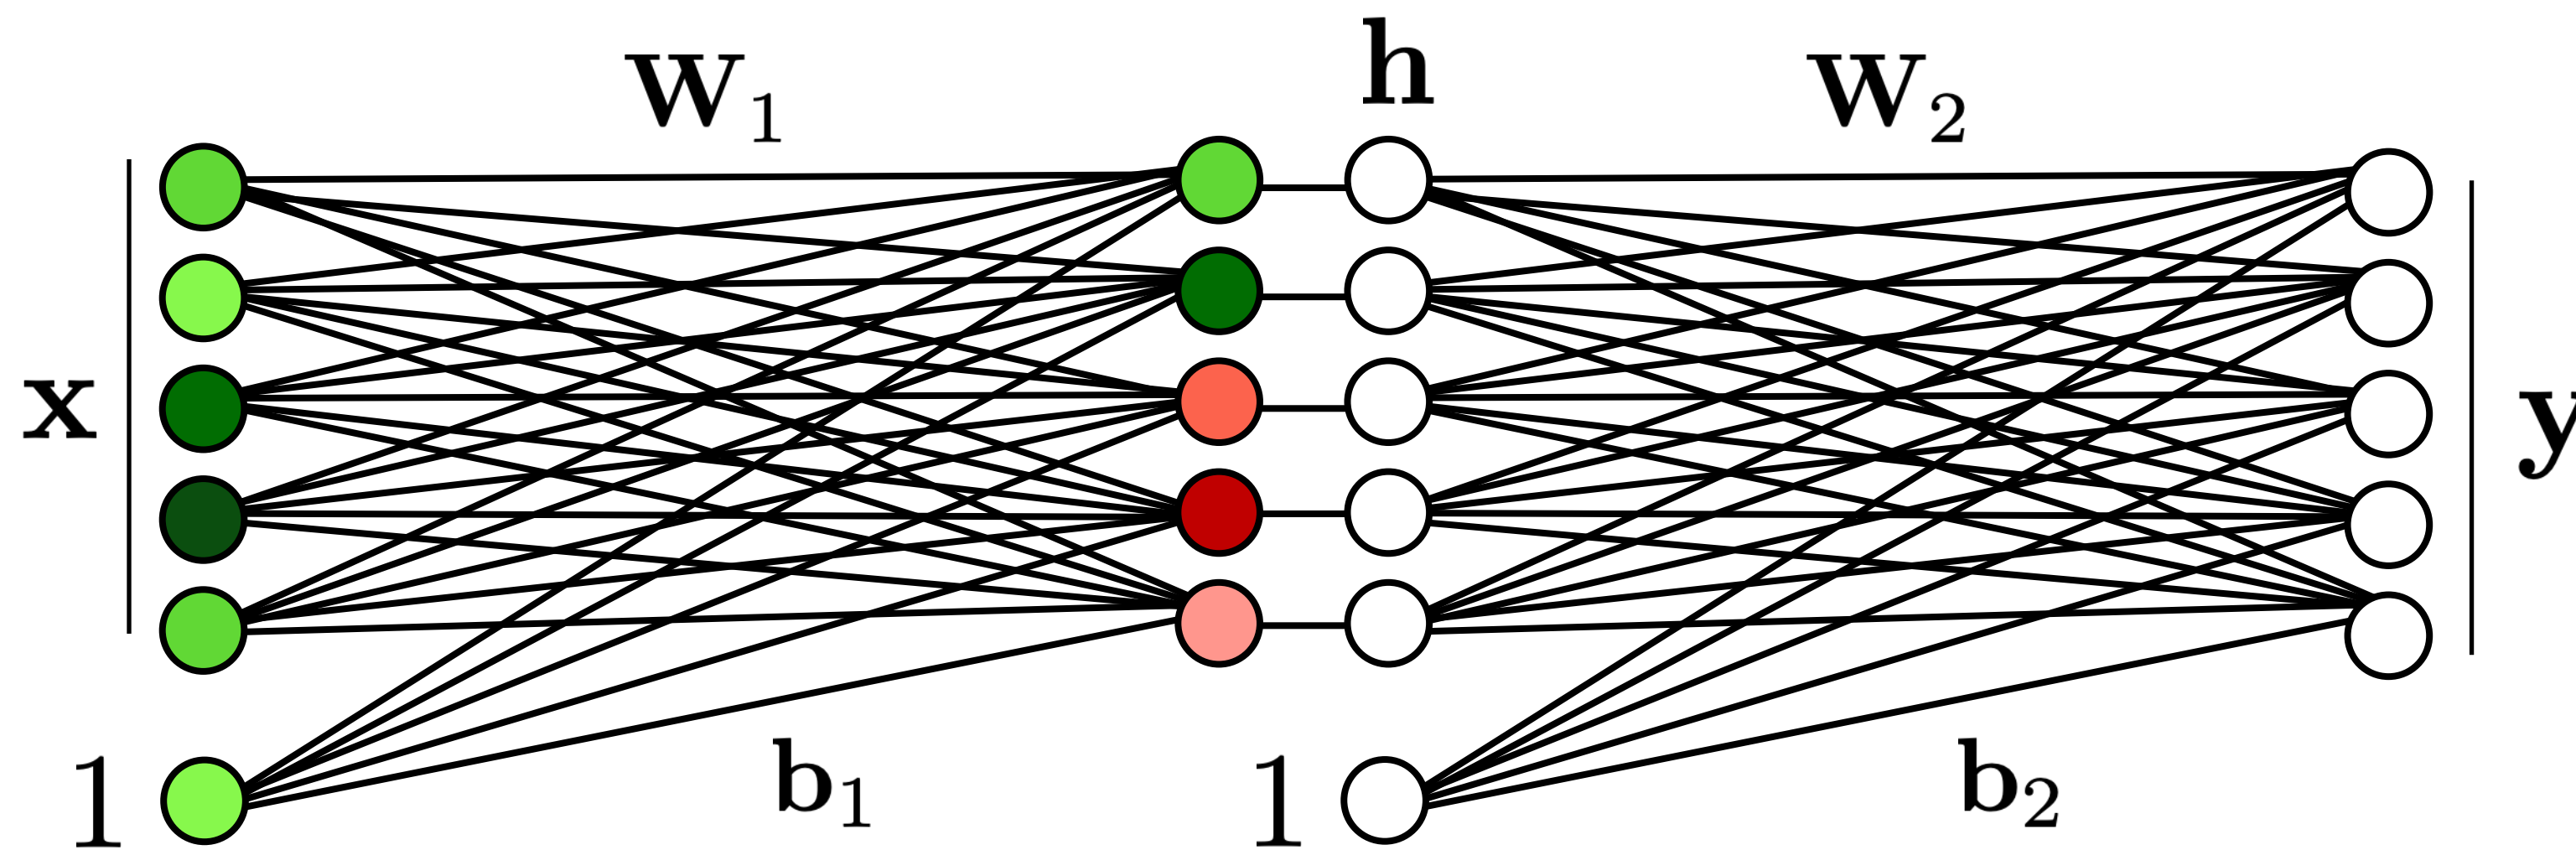 W₁ h W₂
x y
1 b₁ 1 b₂